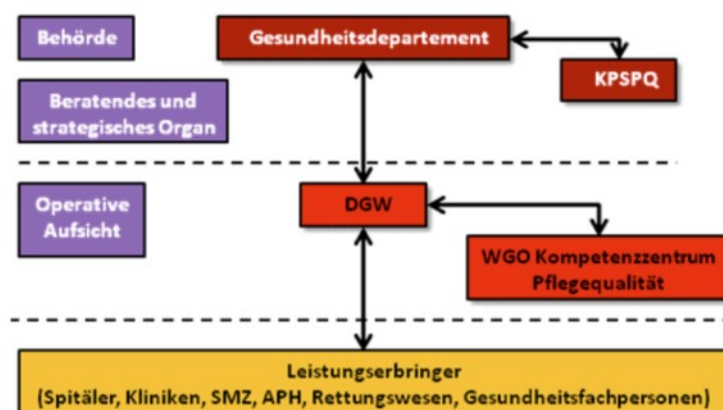 Behörde
Gesundheitsdepartement
KPSPQ
Beratendes und
strategisches Organ
Operative
Aufsicht
DGW
WGO Kompetenzzentrum
Pflegequalität
Leistungserbringer
(Spitäler, Kliniken, SMZ, APH, Rettungswesen, Gesundheitsfachpersonen)